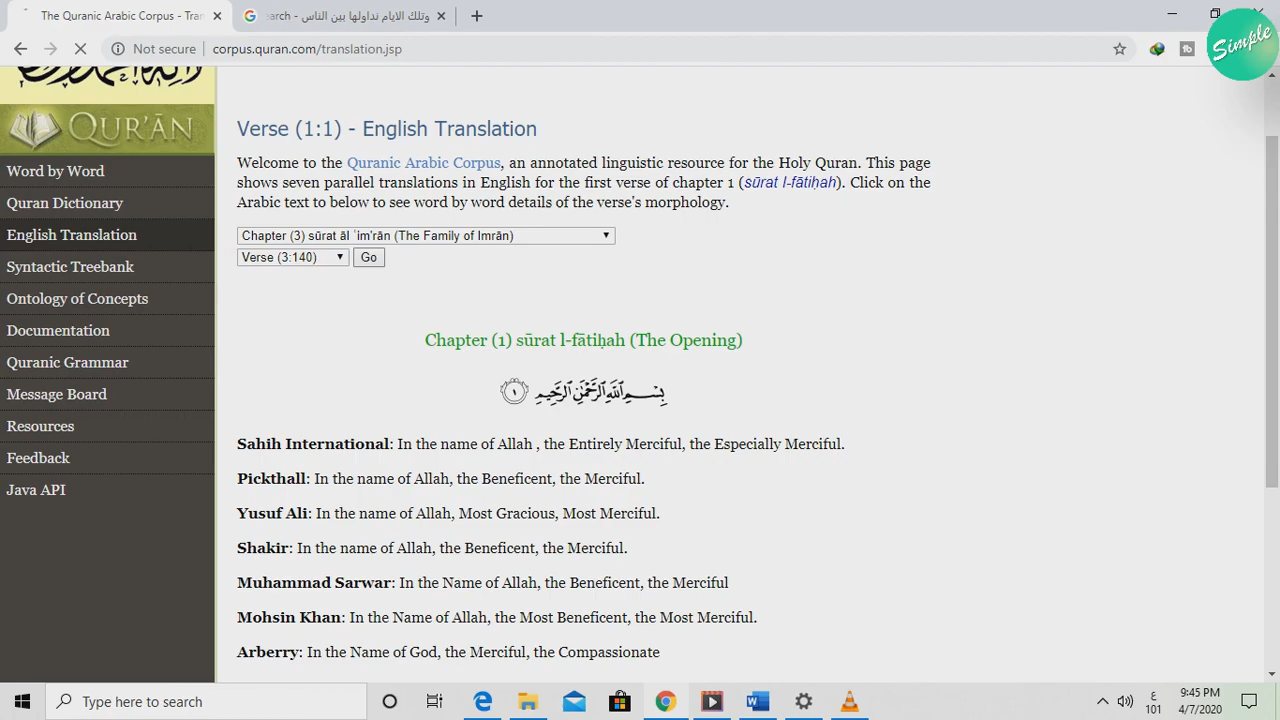 The Quranic Arabic Corpus - Tran
earch - وتلك الايام نداولها بين الناس
Not secure
corpus.quran.com/translation.jsp
Simple
QUR'ĀN
Word by Word
Quran Dictionary
English Translation
Syntactic Treebank
Ontology of Concepts
Documentation
Quranic Grammar
Message Board
Resources
Feedback
Java API
Verse (1:1) - English Translation
Welcome to the Quranic Arabic Corpus, an annotated linguistic resource for the Holy Quran. This page
shows seven parallel translations in English for the first verse of chapter 1 (sūrat l-fātiḥah). Click on the
Arabic text to below to see word by word details of the verse's morphology.
Chapter (3) sūrat āl ʿim'rān (The Family of Imrān)
Verse (3:140)
Go
Chapter (1) sūrat l-fātiḥah (The Opening)
بِسْمِ ٱللَّهِ ٱلرَّحْمَٰنِ ٱلرَّحِيمِ ١
Sahih International: In the name of Allah , the Entirely Merciful, the Especially Merciful.
Pickthall: In the name of Allah, the Beneficent, the Merciful.
Yusuf Ali: In the name of Allah, Most Gracious, Most Merciful.
Shakir: In the name of Allah, the Beneficent, the Merciful.
Muhammad Sarwar: In the Name of Allah, the Beneficent, the Merciful
Mohsin Khan: In the Name of Allah, the Most Beneficent, the Most Merciful.
Arberry: In the Name of God, the Merciful, the Compassionate
Type here to search
ع
101
9:45 PM
4/7/2020